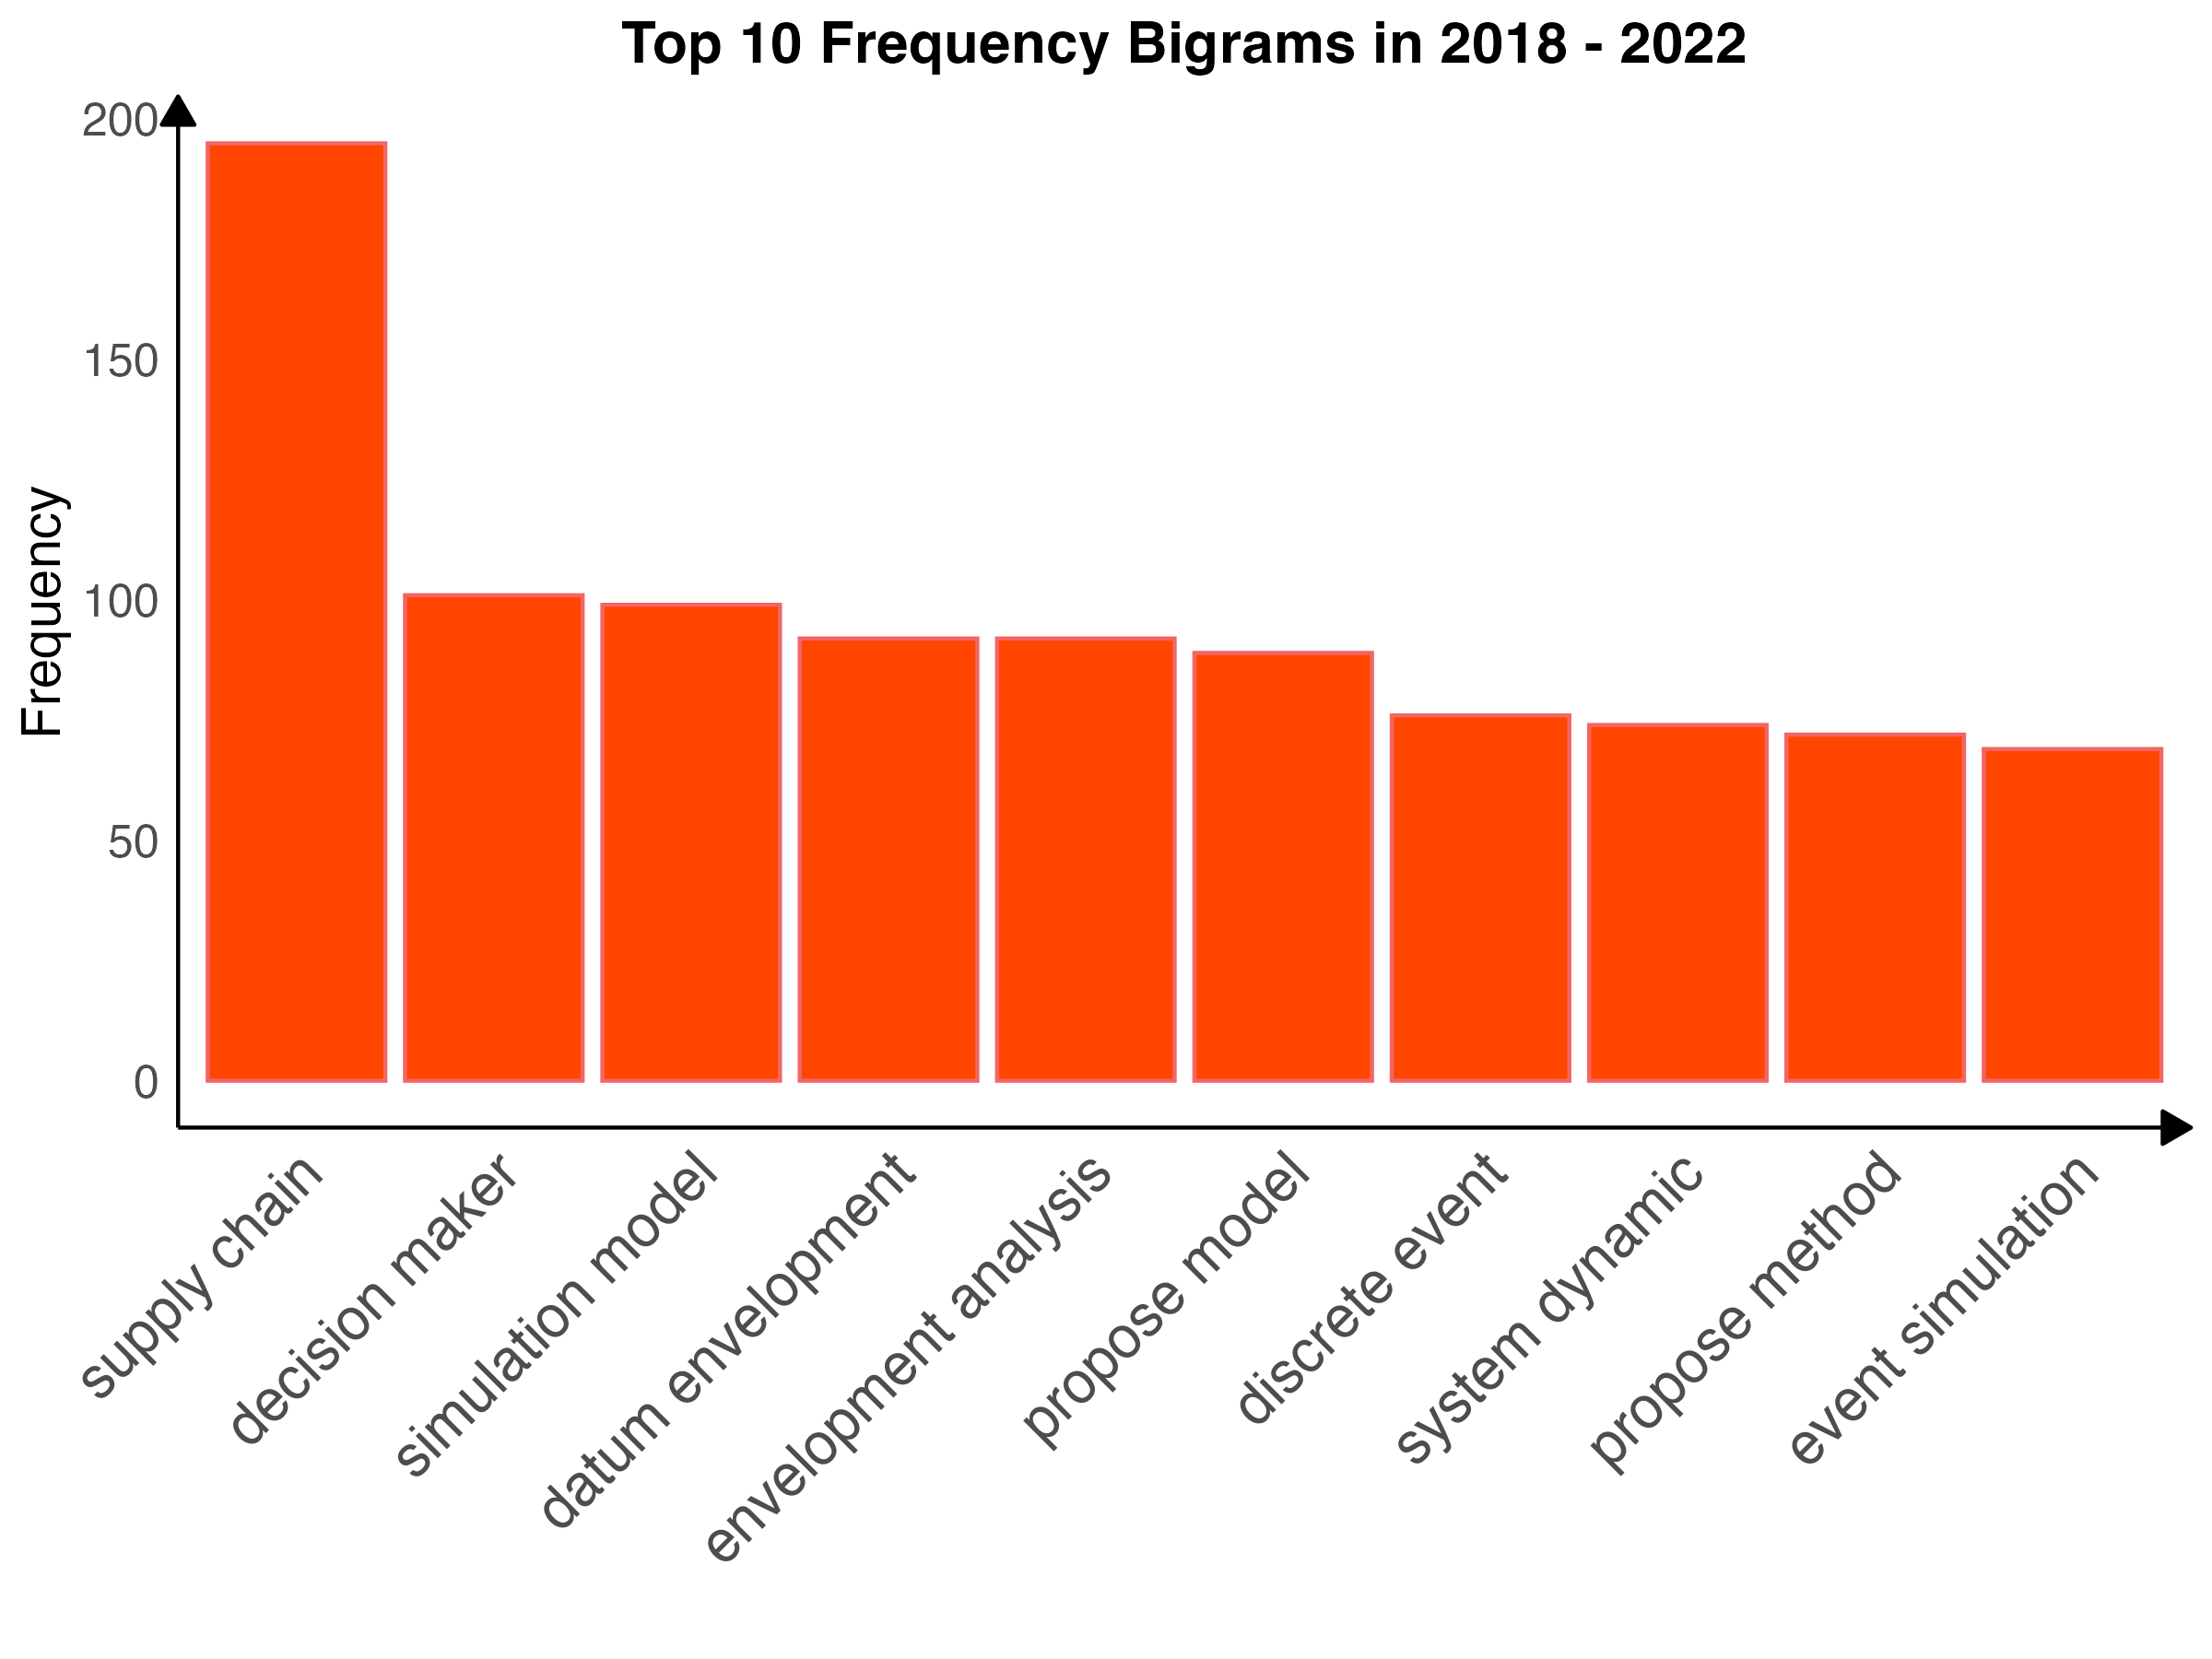 Top 10 Frequency Bigrams in 2018 - 2022
Frequency
200
150
100
50
0
supply chain
decision maker
simulation model
datum envelopment
envelopment analysis
propose model
discrete event
system dynamic
propose method
event simulation